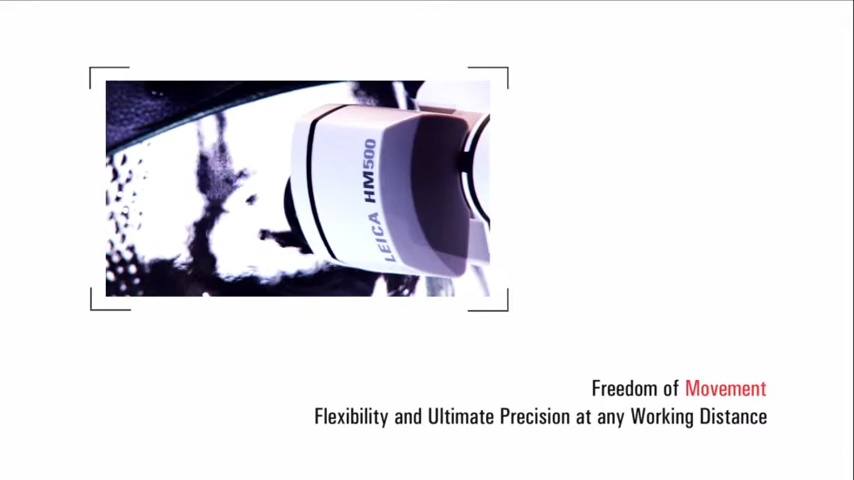 LEICA HM500
Freedom of Movement
Flexibility and Ultimate Precision at any Working Distance